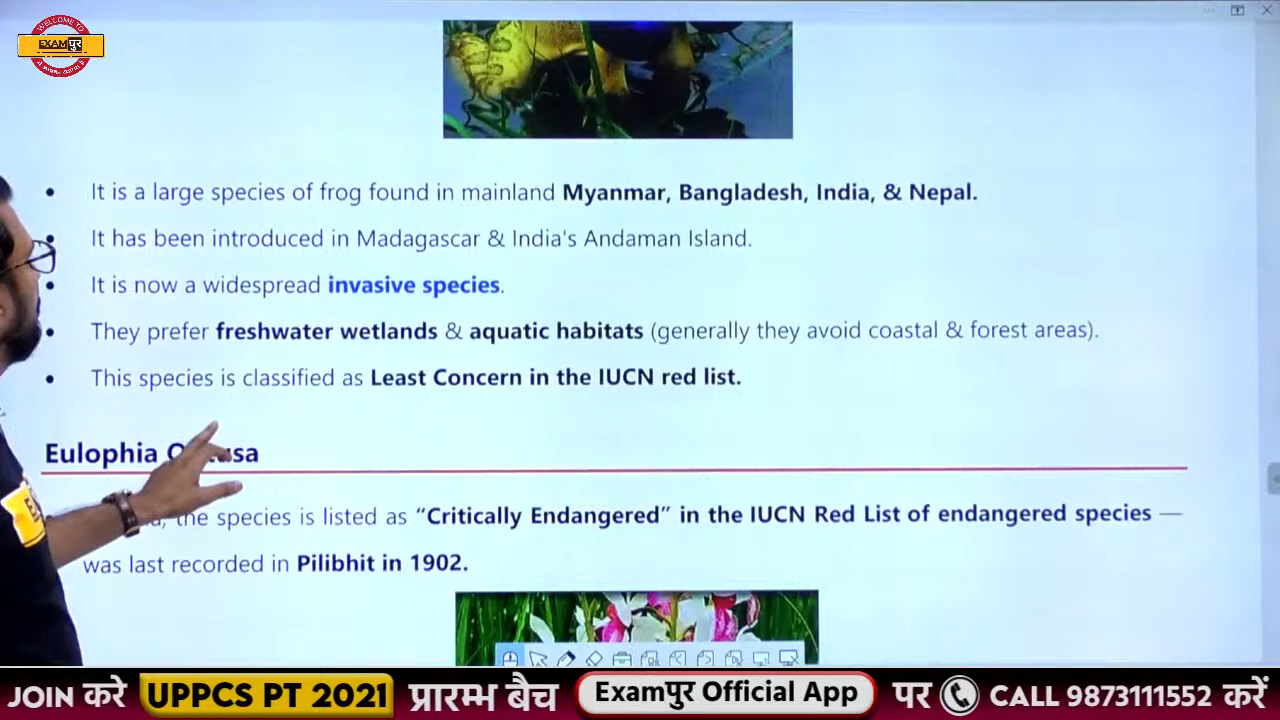 WELCOME TO
EXAMपुर
It is a large species of frog found in mainland Myanmar, Bangladesh, India, & Nepal.
It has been introduced in Madagascar & India's Andaman Island.
It is now a widespread invasive species.
They prefer freshwater wetlands & aquatic habitats (generally they avoid coastal & forest areas).
This species is classified as Least Concern in the IUCN red list.
Eulophia
the species is listed as “Critically Endangered” in the IUCN Red List of endangered species —
was last recorded in Pilibhit in 1902.
JOIN करे UPPCS PT 2021 प्रारम्भ बैच Examपुर Official App पर CALL 9873111552 करें